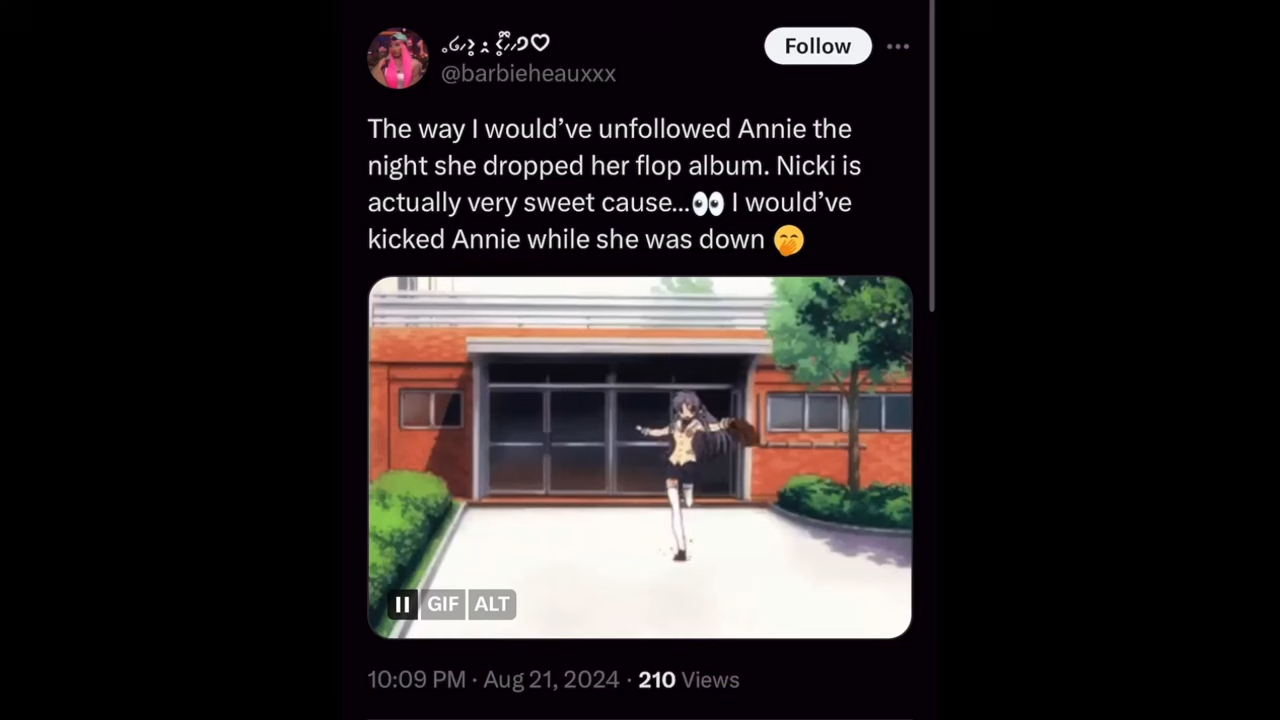 Follow
@barbieheauxxx
The way I would’ve unfollowed Annie the
night she dropped her flop album. Nicki is
actually very sweet cause...👀 I would’ve
kicked Annie while she was down 🤭
GIF ALT
10:09 PM · Aug 21, 2024 · 210 Views